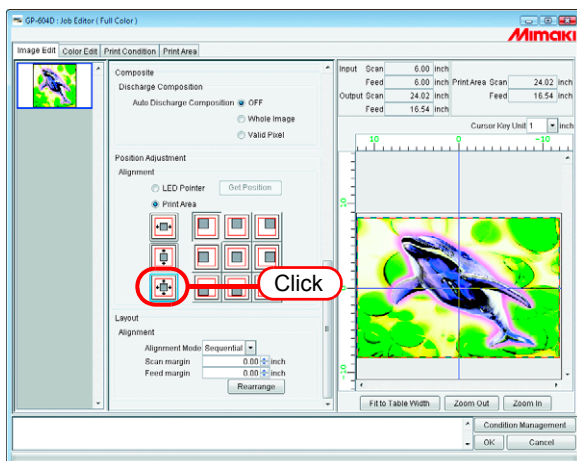 GP-604D : Job Editor ( Full Color )
Mimaki
Image Edit Color Edit Print Condition Print Area
Composite
Discharge Composition
Auto Discharge Composition OFF
Whole Image
Valid Pixel
Position Adjustment
Alignment
LED Pointer Get Position
Print Area
Click
Layout
Alignment
Alignment Mode Sequential
Scan margin 0.00 inch
Feed margin 0.00 inch
Rearrange
Input Scan 6.00 inch
Feed 6.00 inch Print Area Scan 24.02 inch
Output Scan 24.02 inch Feed 16.54 inch
Feed 16.54 inch
Cursor Key Unit 1 inch
10 0 -10
0
Fit to Table Width Zoom Out Zoom In
Condition Management
OK Cancel